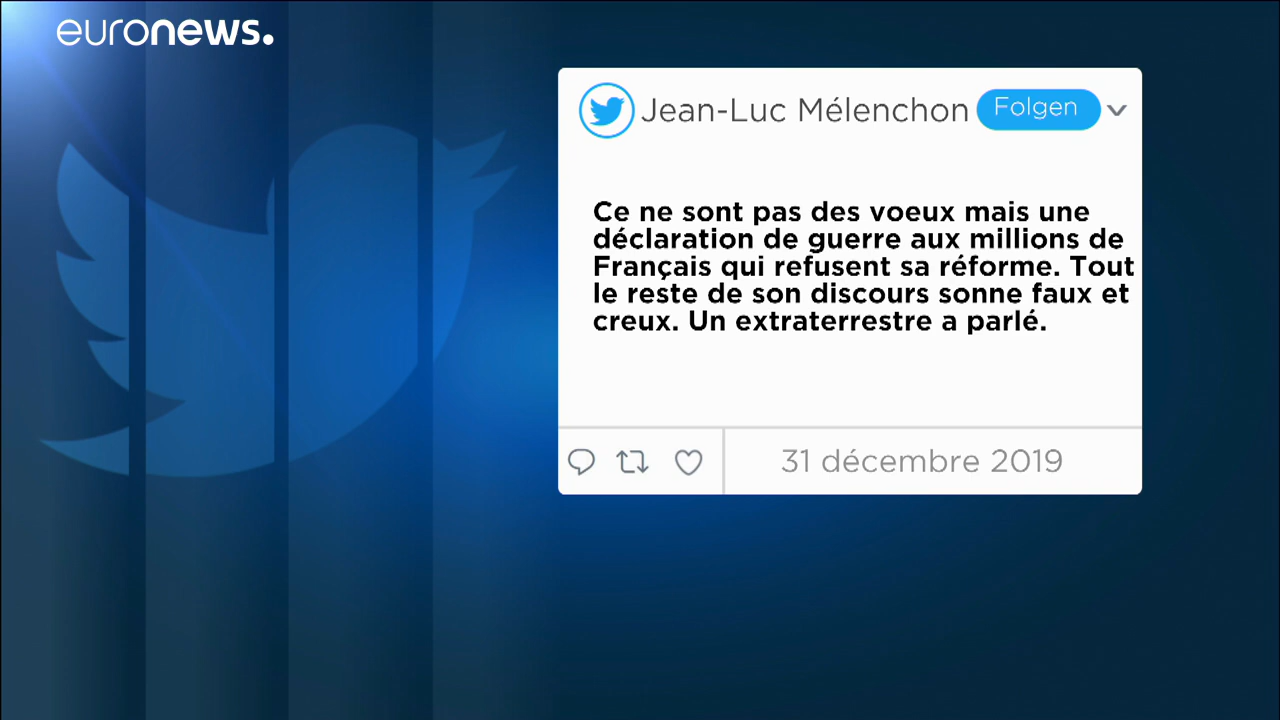 euronews.
Jean-Luc Mélenchon Folgen
Ce ne sont pas des voeux mais une
déclaration de guerre aux millions de
Français qui refusent sa réforme. Tout
le reste de son discours sonne faux et
creux. Un extraterrestre a parlé.
31 décembre 2019